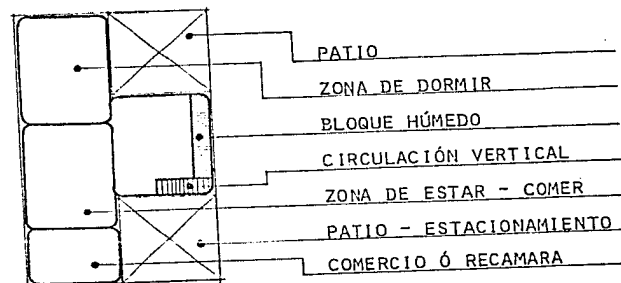 PATIO
ZONA DE DORMIR
BLOQUE HÚMEDO
CIRCULACIÓN VERTICAL
ZONA DE ESTAR - COMER
PATIO - ESTACIONAMIENTO
COMERCIO Ó RECAMARA